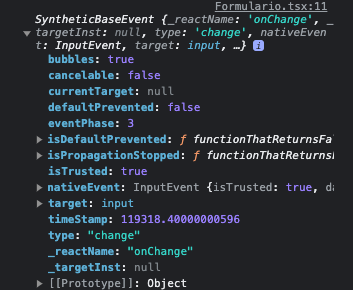 Formulario.tsx:11
SyntheticBaseEvent {_reactName: 'onChange', _
targetInst: null, type: 'change', nativeEven
t: InputEvent, target: input, …} i
bubbles: true
cancelable: false
currentTarget: null
defaultPrevented: false
eventPhase: 3
isDefaultPrevented: ƒ functionThatReturnsFa
isPropagationStopped: ƒ functionThatReturns
isTrusted: true
nativeEvent: InputEvent {isTrusted: true, da
target: input
timeStamp: 119318.40000000596
type: "change"
_reactName: "onChange"
_targetInst: null
[[Prototype]]: Object